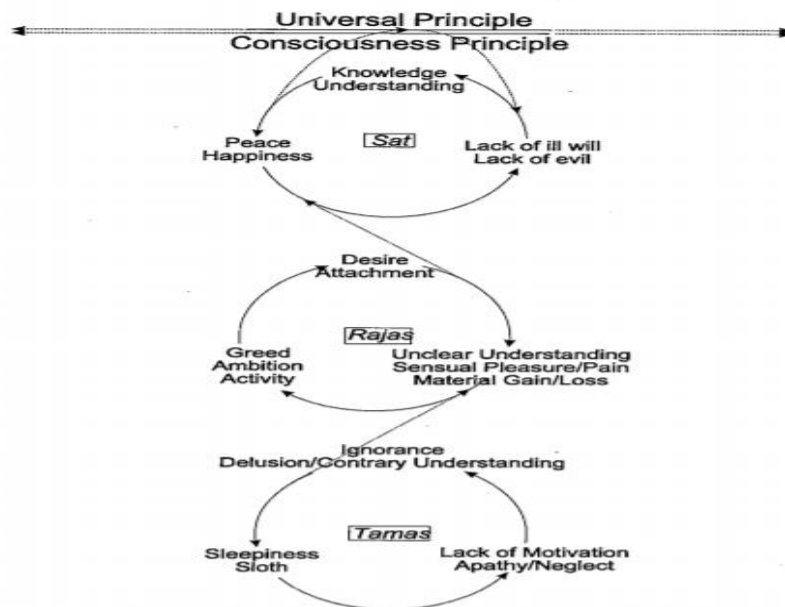 Universal Principle
Consciousness Principle
Knowledge
Understanding
Peace
Happiness
Sat
Lack of ill will
Lack of evil
Desire
Attachment
Rajas
Greed
Ambition
Activity
Unclear Understanding
Sensual Pleasure/Pain
Material Gain/Loss
Ignorance
Delusion/Contrary Understanding
Tamas
Sleepiness
Sloth
Lack of Motivation
Apathy/Neglect